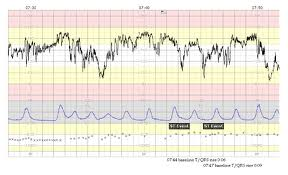 07:30 07:40 07:50
ST Event ST Event
07:44 baseline T/QRS rise 0.06
07:47 baseline T/QRS rise 0.09